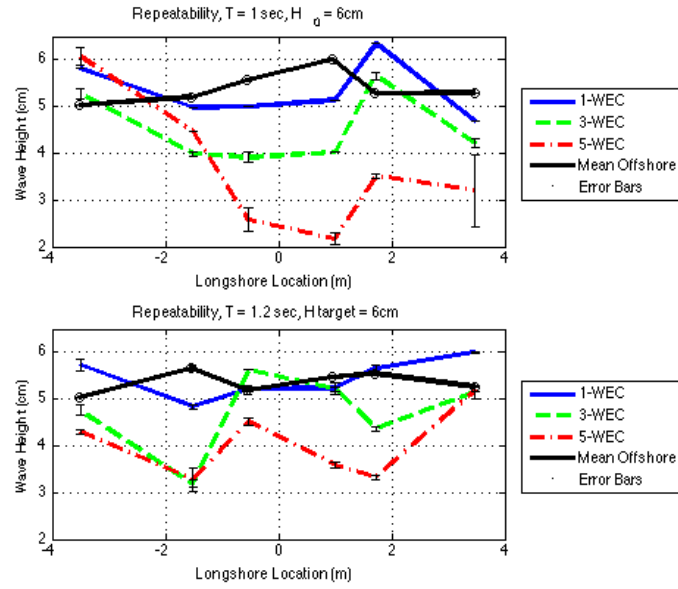 Repeatability, T = 1 sec, H 0 = 6cm
6
5
4
3
2
Wave Height (cm)
-4 -2 0 2 4
Longshore Location (m)
1-WEC
3-WEC
5-WEC
Mean Offshore
Error Bars
Repeatability, T = 1.2 sec, H target = 6cm
6
5
4
3
2
Wave Height (cm)
-4 -2 0 2 4
Longshore Location (m)
1-WEC
3-WEC
5-WEC
Mean Offshore
Error Bars